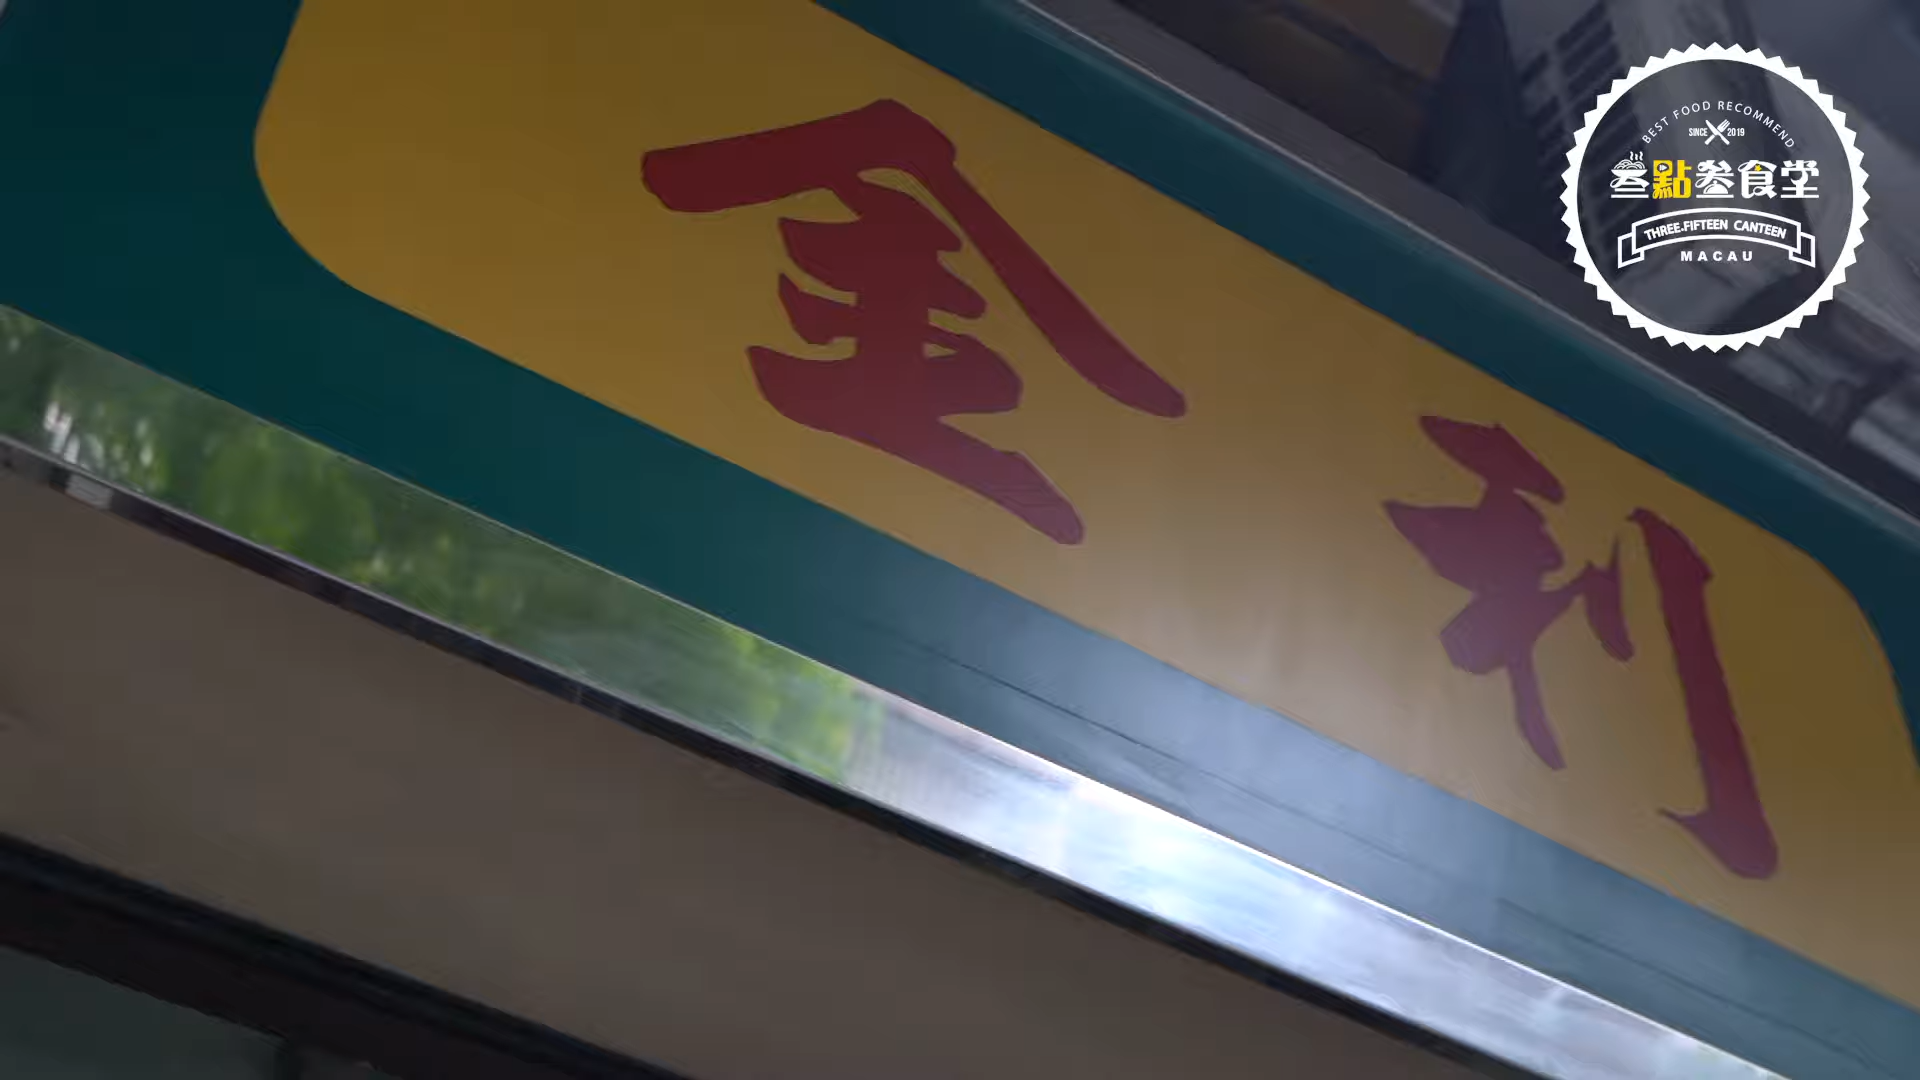 金利
BEST FOOD RECOMMEND
SINCE 2019
叁點叁食堂
THREE.FIFTEEN CANTEEN
MACAU